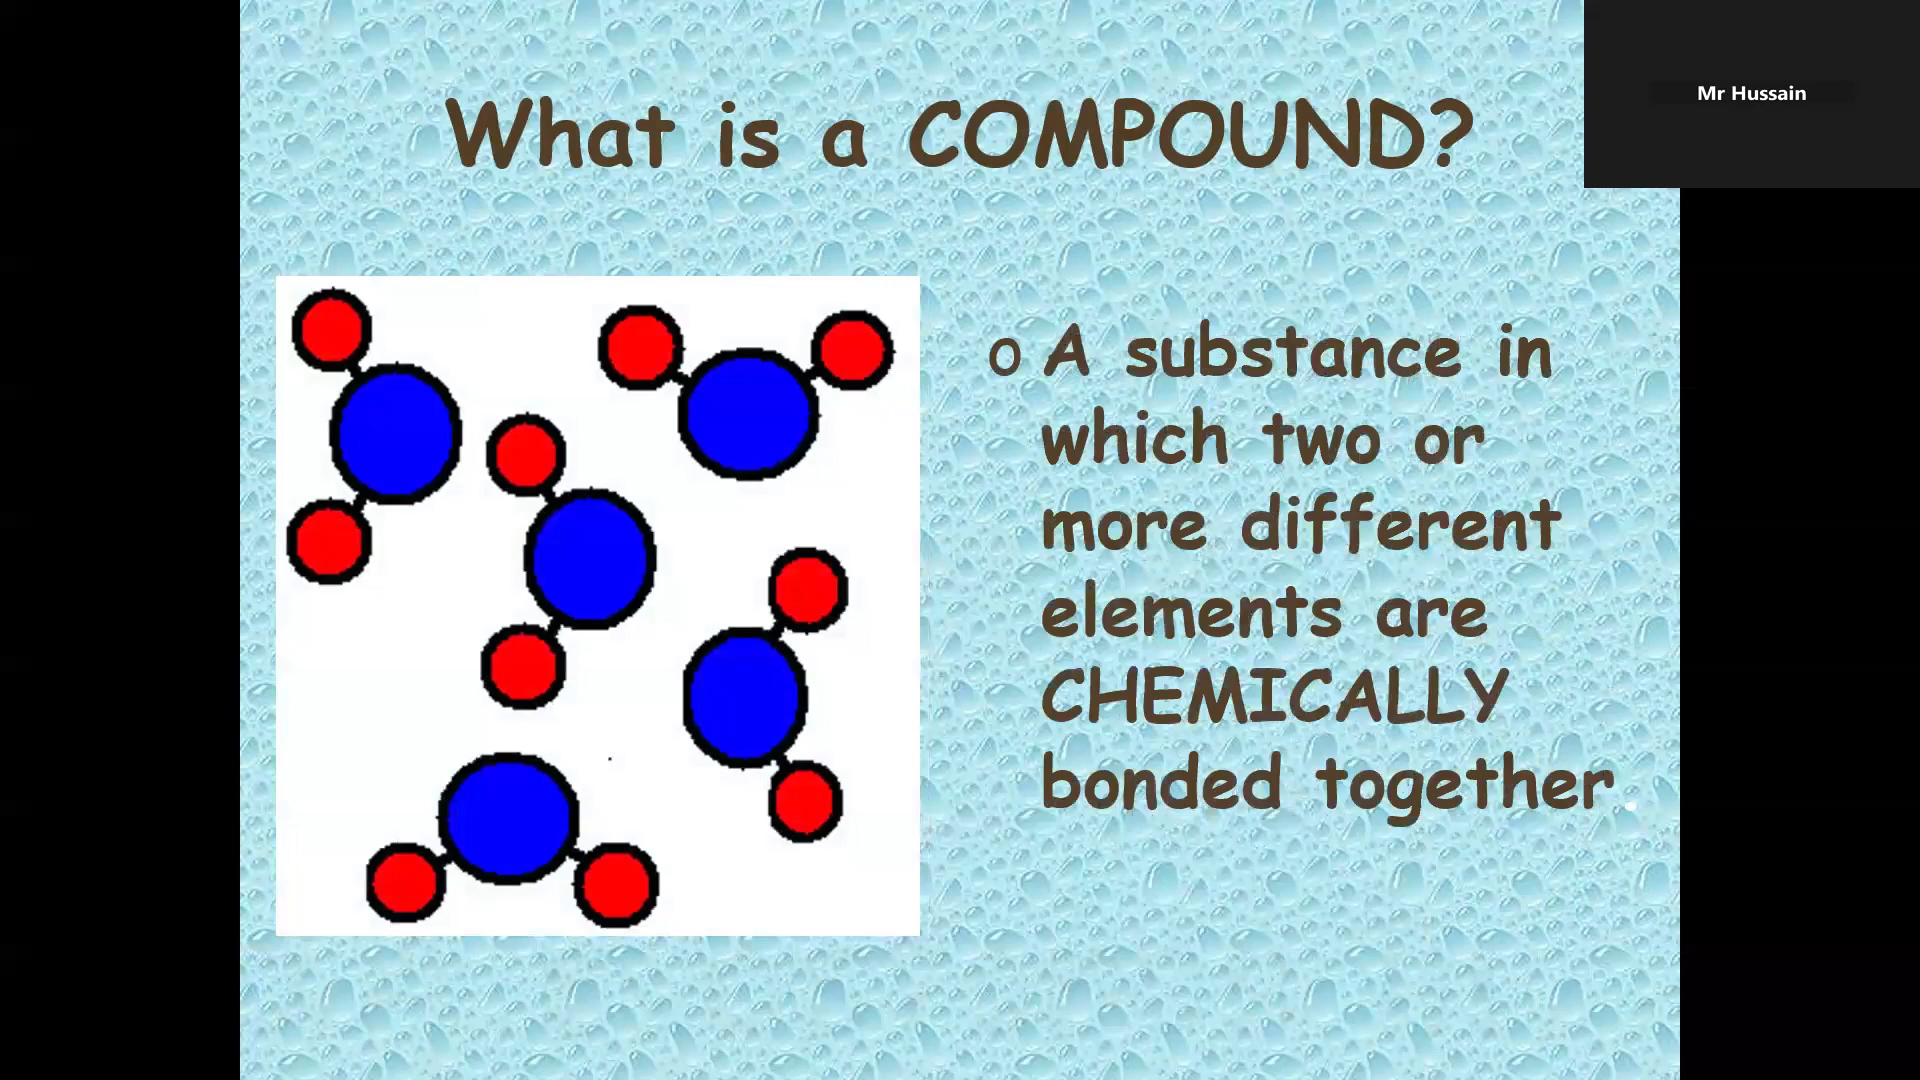 Mr Hussain
What is a COMPOUND?
o A substance in
which two or
more different
elements are
CHEMICALLY
bonded together.